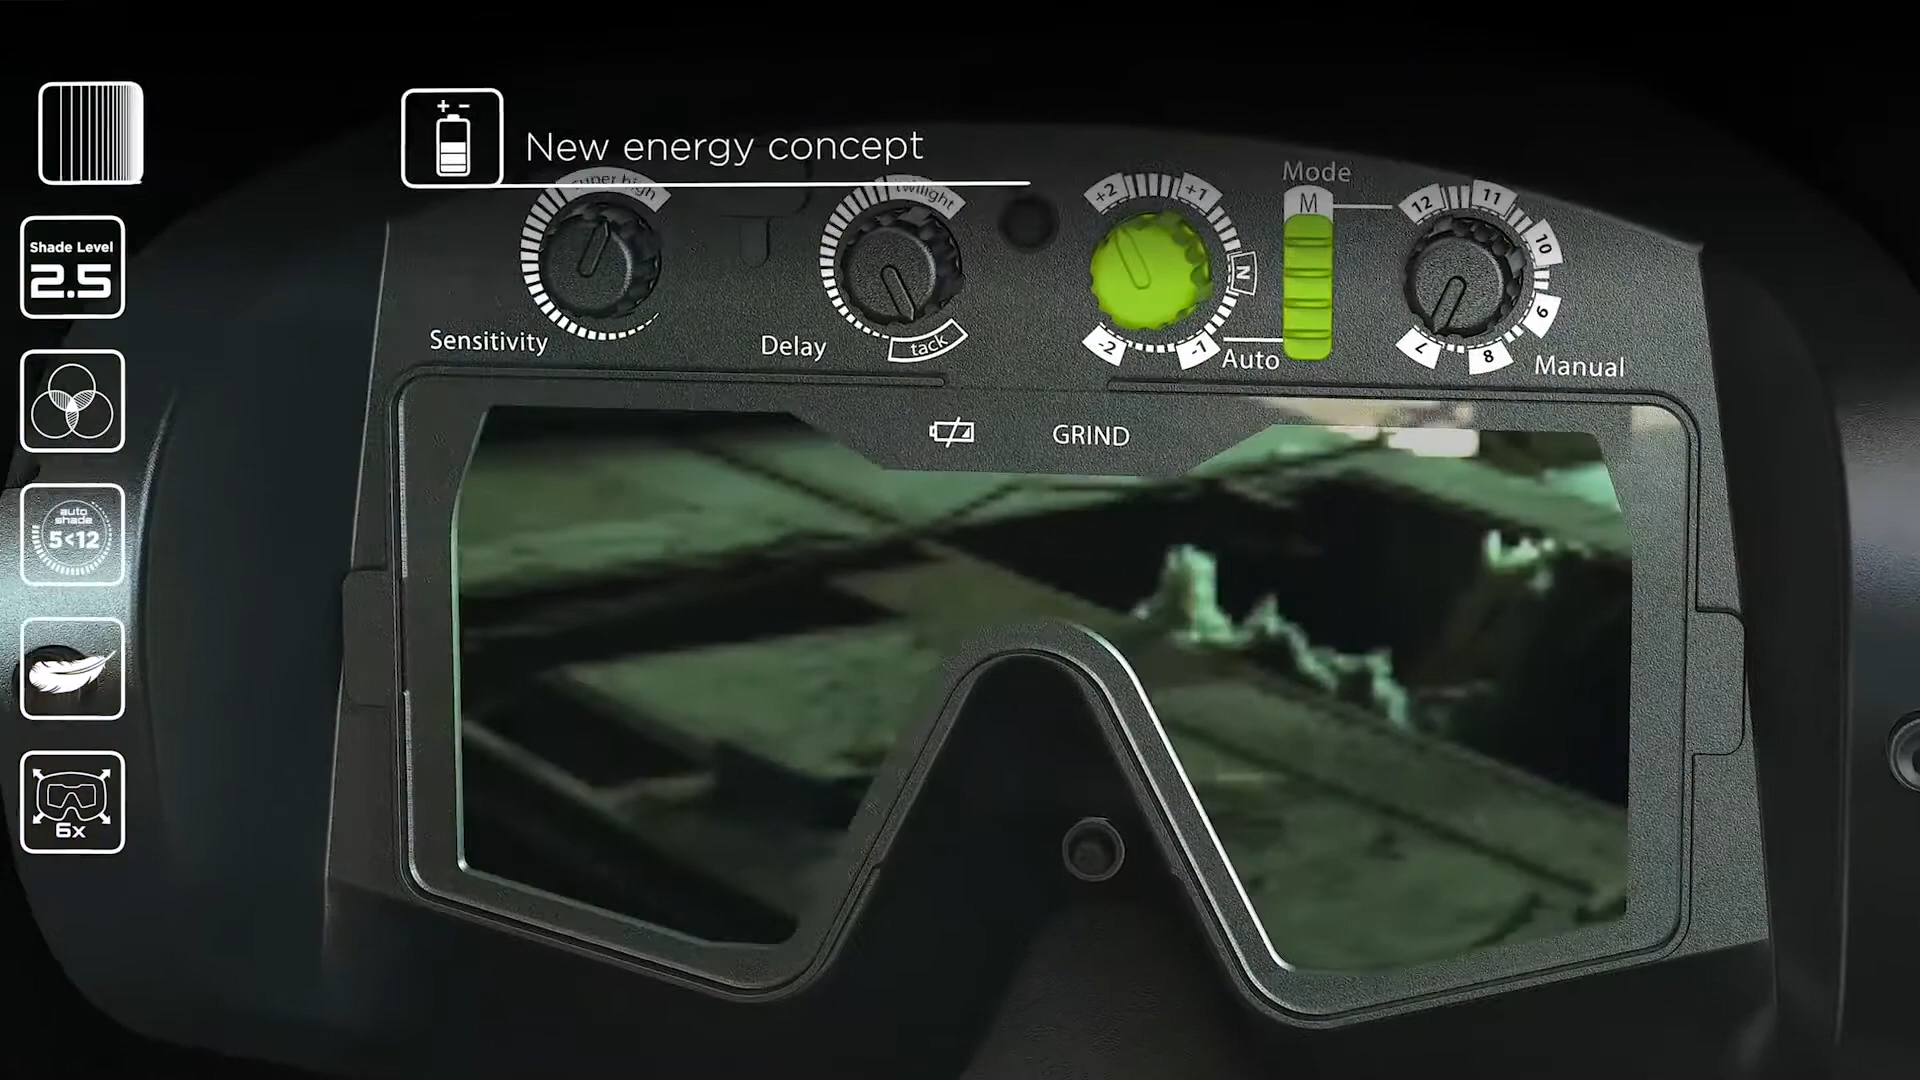 + -
New energy concept
Shade Level
2.5
auto
shade
5<12
6x
super high
Sensitivity
twilight
tack
Delay
+2
+1
N
-1
-2
Auto
Mode
M
12
11
10
9
8
7
Manual
GRIND